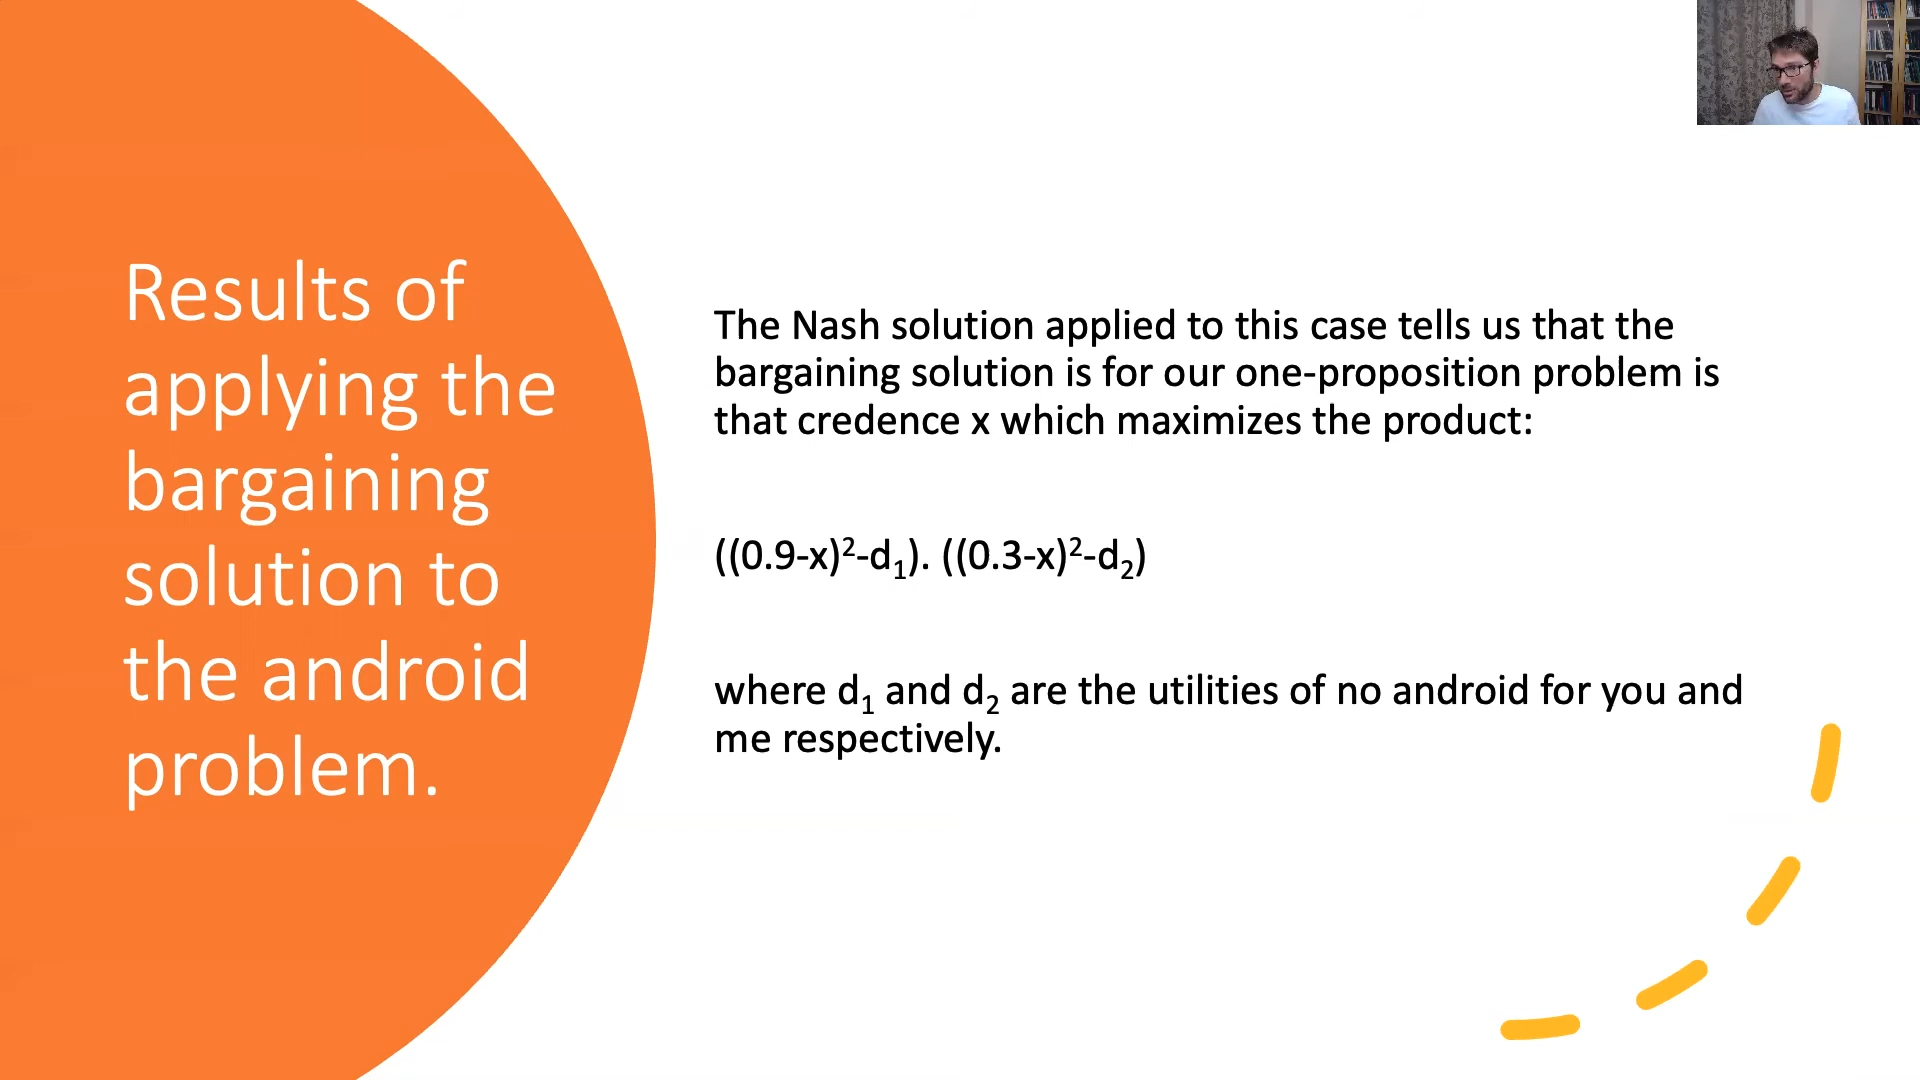 Results of
applying the
bargaining
solution to
the android
problem.
The Nash solution applied to this case tells us that the
bargaining solution is for our one-proposition problem is
that credence x which maximizes the product:
((0.9-x)²-d₁). ((0.3-x)²-d₂)
where d₁ and d₂ are the utilities of no android for you and
me respectively.